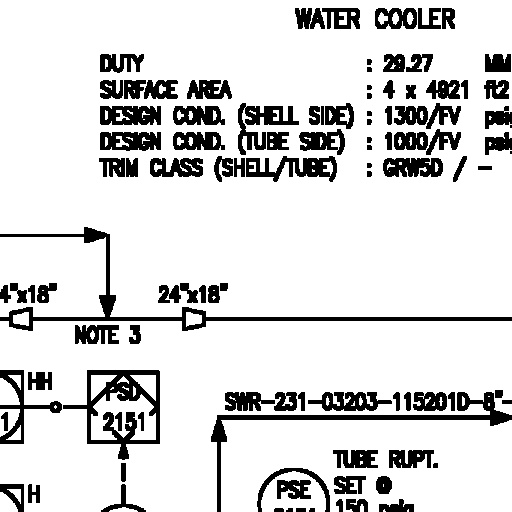 WATER COOLER
DUTY : 29.27 MM
SURFACE AREA : 4 x 4921 ft2
DESIGN COND. (SHELL SIDE) : 1300/FV psig
DESIGN COND. (TUBE SIDE) : 1000/FV psig
TRIM CLASS (SHELL/TUBE) : GRW5D / -
4"x18" 24"x18"
NOTE 3
HH
PSD
2151
1
SWR-231-03203-115201D-8"-
TUBE RUPT.
SET @
150 psig
PSE
H